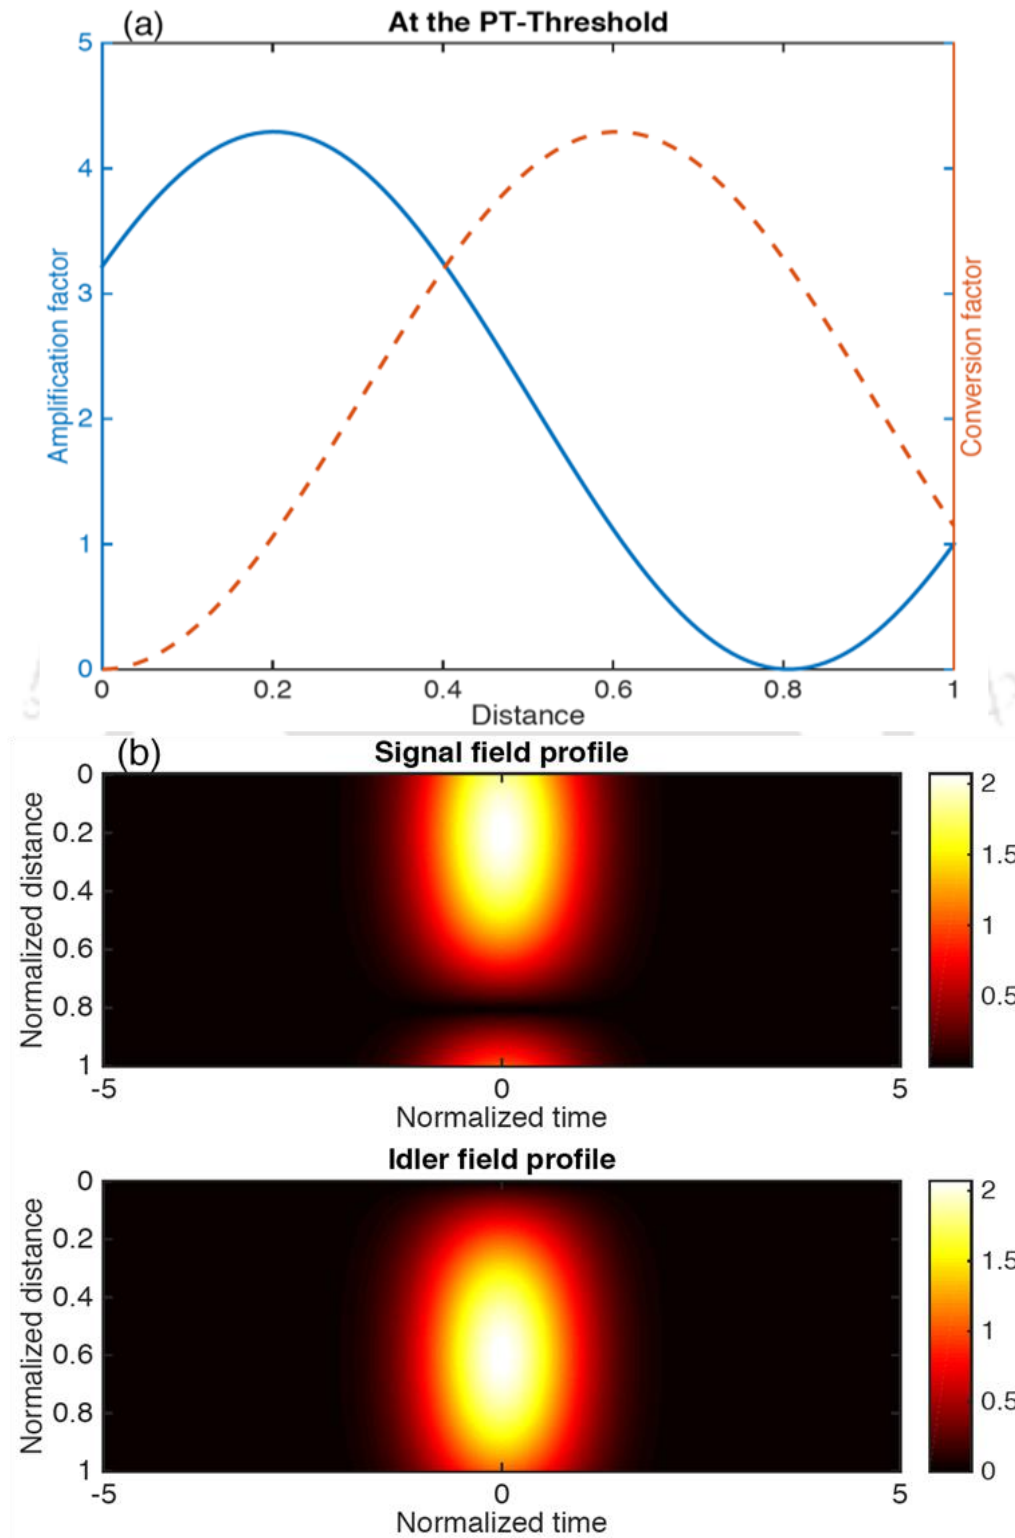 (a)
At the PT-Threshold
5
4
3
2
1
0
Amplification factor
Conversion factor
0 0.2 0.4 0.6 0.8 1
Distance
(b)
Signal field profile
0
0.2
0.4
0.6
0.8
1
Normalized distance
-5 0 5
Normalized time
2
1.5
1
0.5
Idler field profile
0
0.2
0.4
0.6
0.8
1
Normalized distance
-5 0 5
Normalized time
2
1.5
1
0.5
0